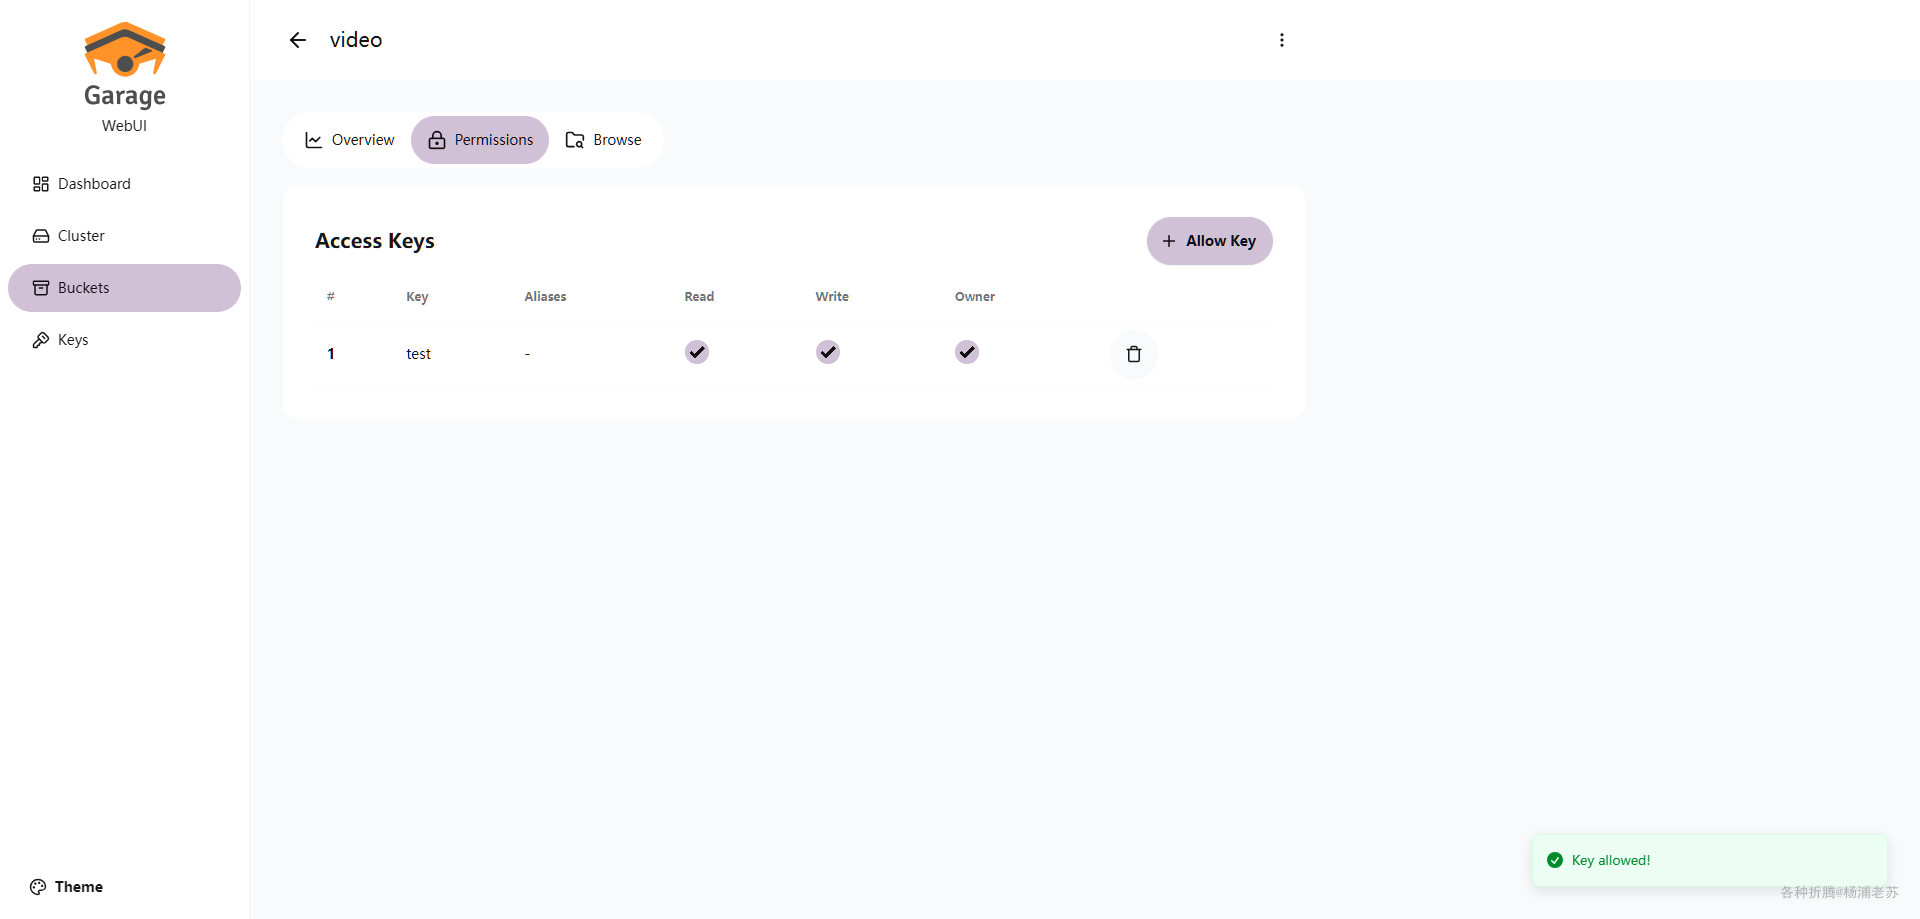 Garage
WebUI
Dashboard
Cluster
Buckets
Keys
Theme
video
Overview Permissions Browse
Access Keys
Allow Key
# Key Aliases Read Write Owner
1 test -
Key allowed!
各种折腾@杨浦老苏